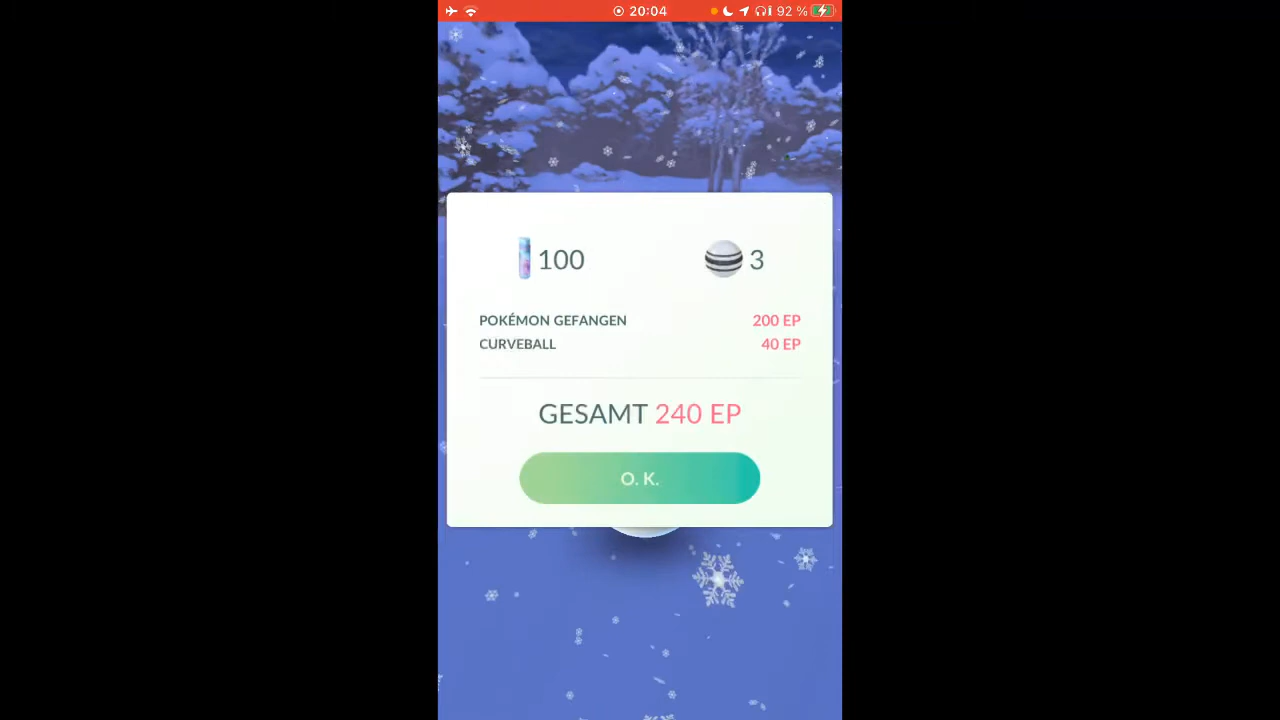 20:04 92 %
100 3
POKÉMON GEFANGEN 200 EP
CURVEBALL 40 EP
GESAMT 240 EP
O. K.